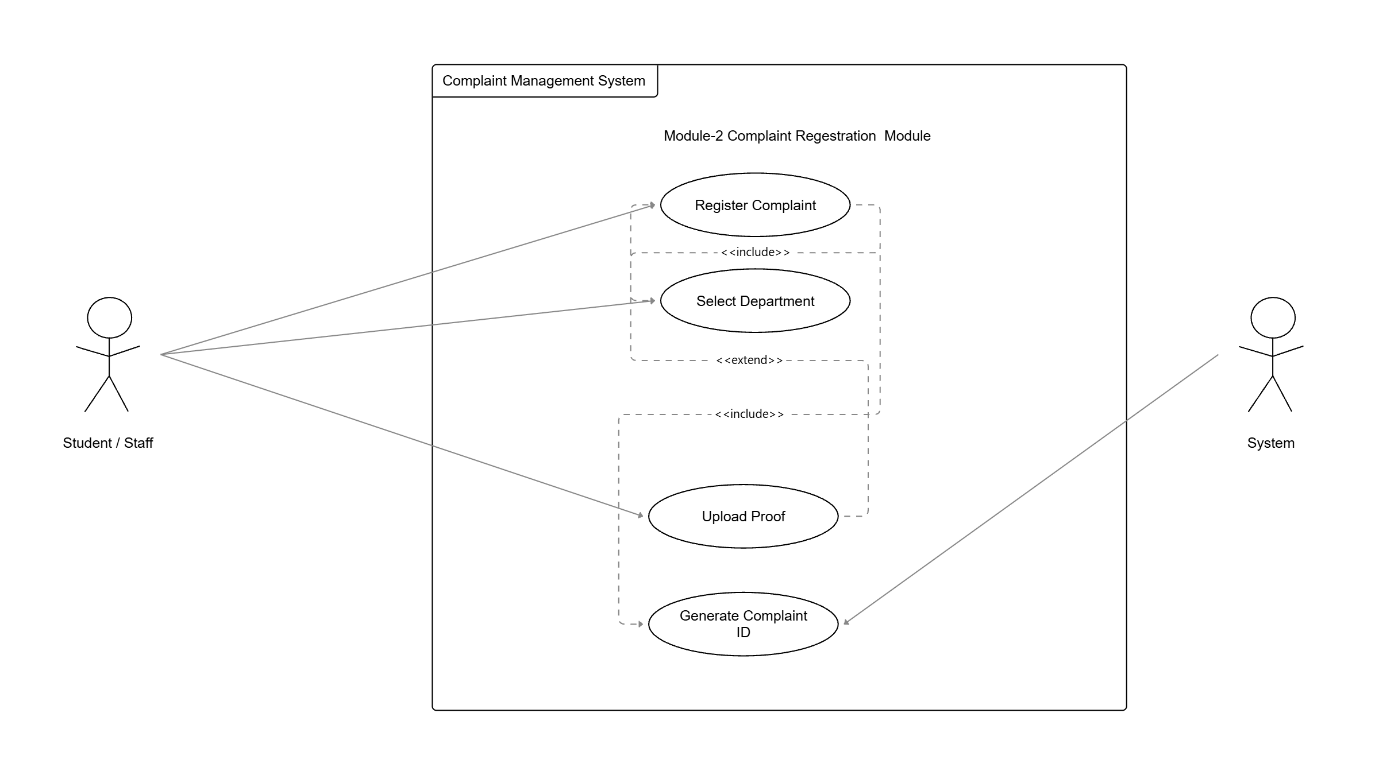 Complaint Management System
Module-2 Complaint Regestration  Module
Register Complaint
<<include>>
Select Department
<<extend>>
<<include>>
Student / Staff
System
Upload Proof
Generate Complaint
ID